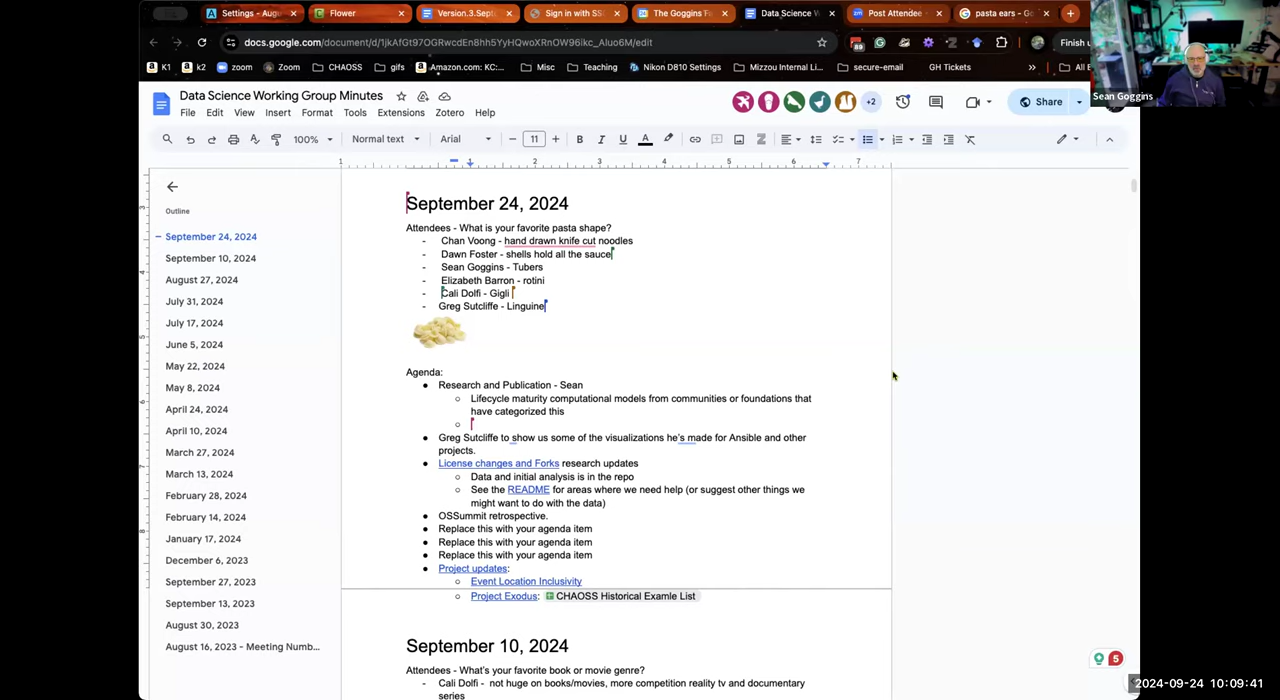 Settings - Aug
Flower
Version.3.Sept
Sign in with SS
The Goggins F
Data Science W
Post Attendee -
pasta ears - Go
docs.google.com/document/d/1jkAfGt97OGRwcdEn8hh5YyHQwoXRnOW96ikc_Aluo6M/edit
89
Finish u
K1
k2
zoom
Zoom
CHAOSS
gifs
Amazon.com: KC:...
Misc
Teaching
Nikon D810 Settings
Mizzou Internal Li...
secure-email
GH Tickets
»
All B
Sean Goggins
Data Science Working Group Minutes
File Edit View Insert Format Tools Extensions Zotero Help
+2
Share
100%
Normal text
Arial
11
1 1 2 3 4 5 6 7
Outline
September 24, 2024
September 10, 2024
August 27, 2024
July 31, 2024
July 17, 2024
June 5, 2024
May 22, 2024
May 8, 2024
April 24, 2024
April 10, 2024
March 27, 2024
March 13, 2024
February 28, 2024
February 14, 2024
January 17, 2024
December 6, 2023
September 27, 2023
September 13, 2023
August 30, 2023
August 16, 2023 - Meeting Numb...
September 24, 2024
Attendees - What is your favorite pasta shape?
- Chan Voong - hand drawn knife cut noodles
- Dawn Foster - shells hold all the sauce
- Sean Goggins - Tubers
- Elizabeth Barron - rotini
- Cali Dolfi - Gigli
- Greg Sutcliffe - Linguine
Agenda:
● Research and Publication - Sean
○ Lifecycle maturity computational models from communities or foundations that
have categorized this
○
● Greg Sutcliffe to show us some of the visualizations he's made for Ansible and other
projects.
● License changes and Forks research updates
○ Data and initial analysis is in the repo
○ See the README for areas where we need help (or suggest other things we
might want to do with the data)
● OSSummit retrospective.
● Replace this with your agenda item
● Replace this with your agenda item
● Replace this with your agenda item
● Project updates:
○ Event Location Inclusivity
○ Project Exodus: CHAOSS Historical Examle List
September 10, 2024
Attendees - What's your favorite book or movie genre?
- Cali Dolfi - not huge on books/movies, more competition reality tv and documentary
series
5
2024-09-24 10:09:41